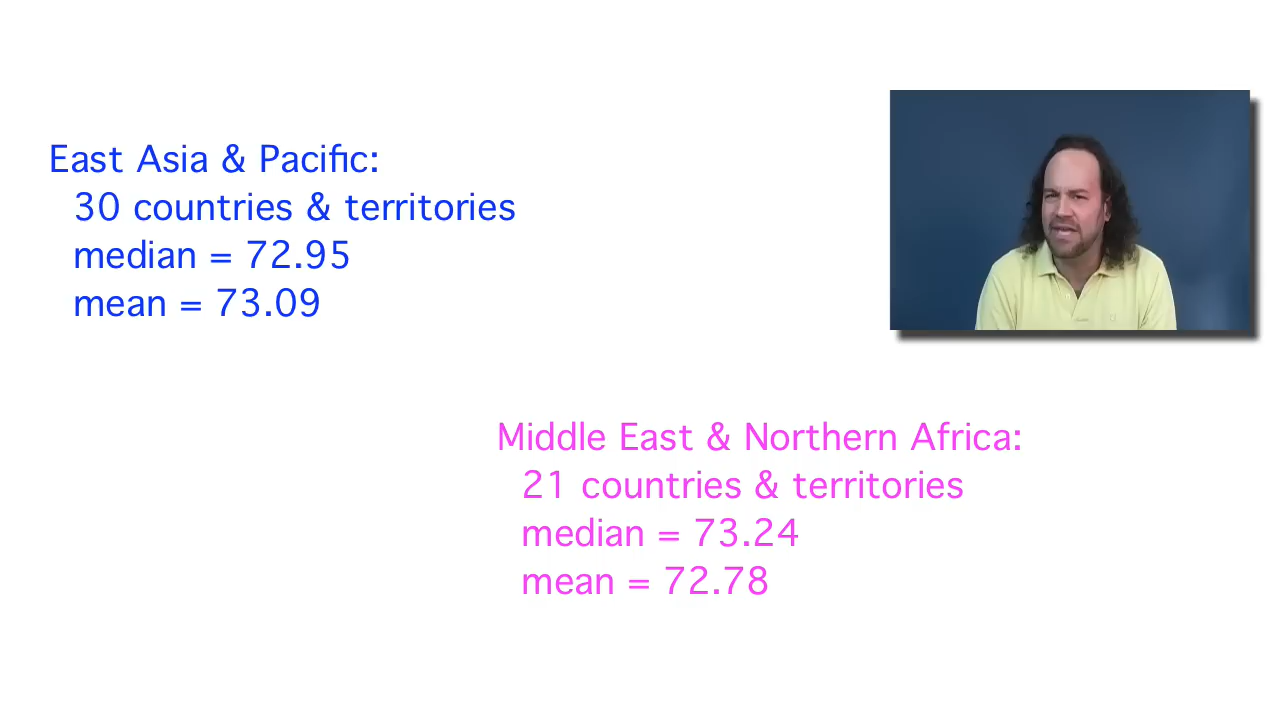 East Asia & Pacific:
30 countries & territories
median = 72.95
mean = 73.09
Middle East & Northern Africa:
21 countries & territories
median = 73.24
mean = 72.78